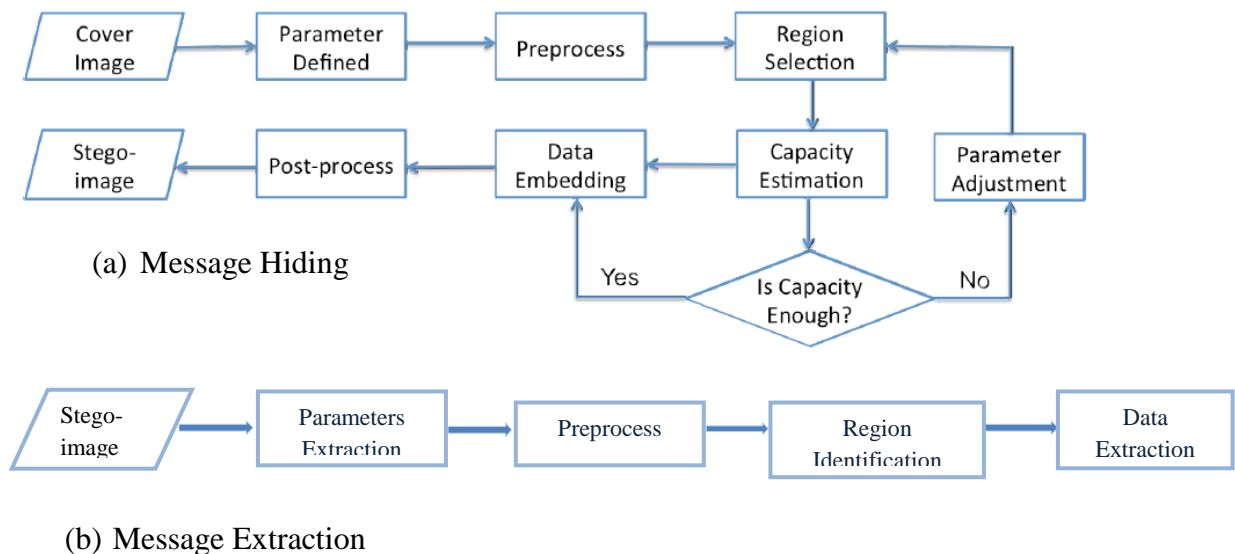 Cover
Image
Parameter
Defined
Preprocess
Region
Selection
Stego-
image
Post-process
Data
Embedding
Capacity
Estimation
Parameter
Adjustment
(a) Message Hiding
Yes
Is Capacity
Enough?
No
Stego-
image
Parameters
Extraction
Preprocess
Region
Identification
Data
Extraction
(b) Message Extraction